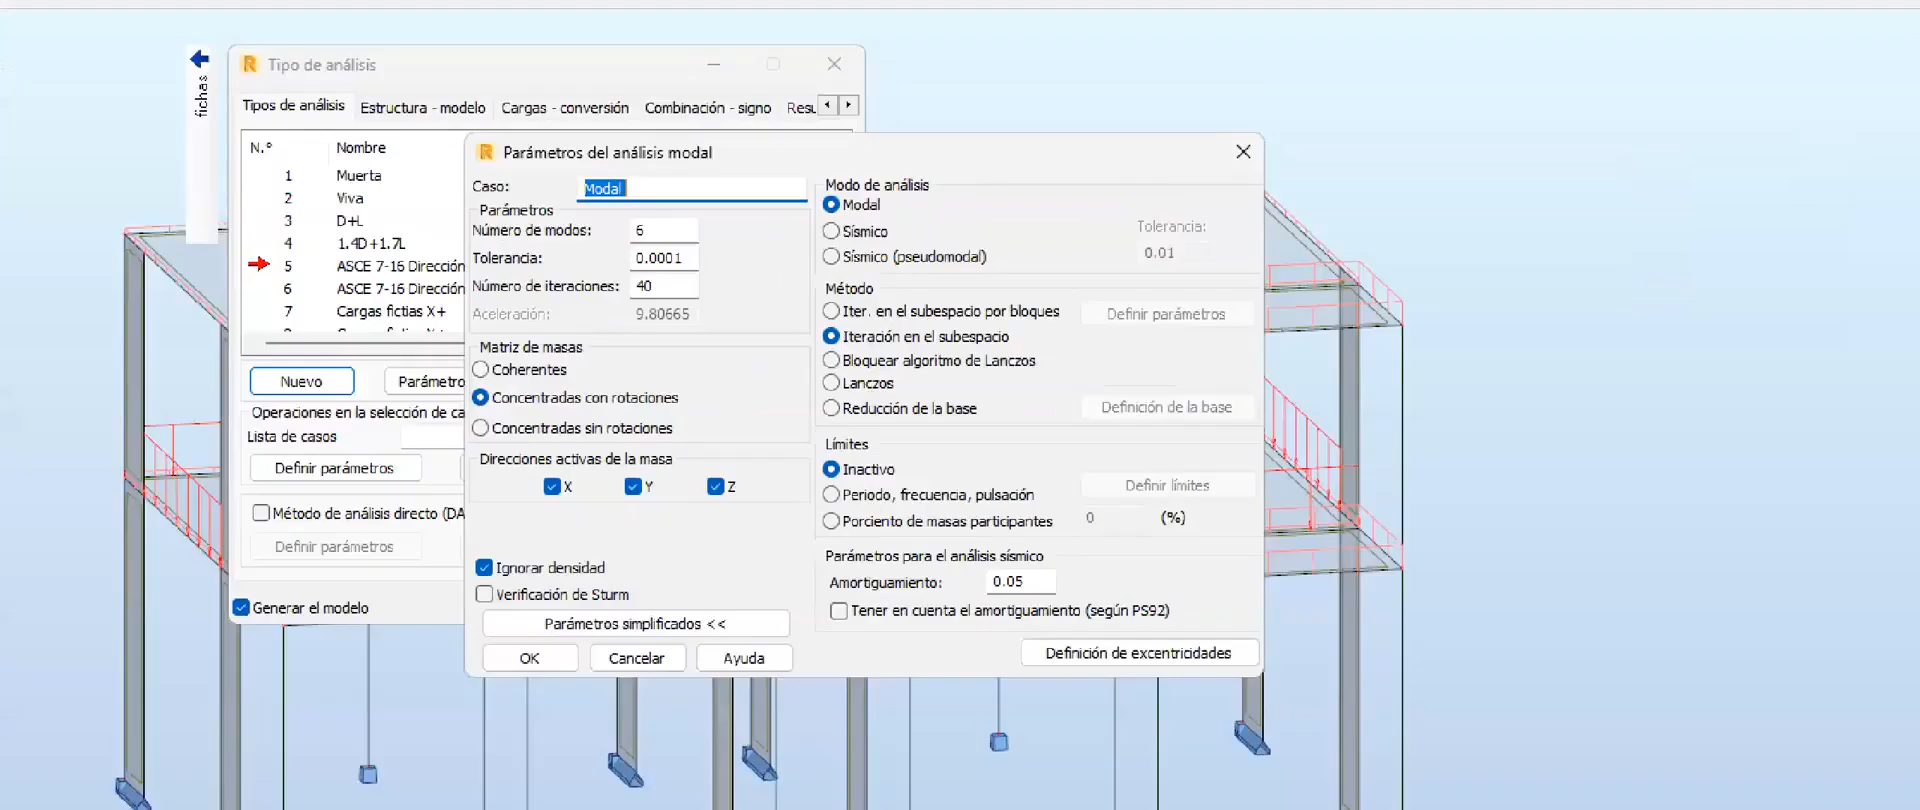 fichas
Tipo de análisis
Tipos de análisis
Estructura - modelo
Cargas - conversión
Combinación - signo
Resu
N.º
Nombre
1 Muerta
2 Viva
3 D+L
4 1.4D+1.7L
5 ASCE 7-16 Dirección
6 ASCE 7-16 Dirección
7 Cargas fictias X+
Nuevo
Parámetro
Operaciones en la selección de ca
Lista de casos
Definir parámetros
Método de análisis directo (DA
Definir parámetros
Generar el modelo
Parámetros del análisis modal
Caso:
Modal
Parámetros
Número de modos:
6
Tolerancia:
0.0001
Número de iteraciones:
40
Aceleración:
9.80665
Matriz de masas
Coherentes
Concentradas con rotaciones
Concentradas sin rotaciones
Direcciones activas de la masa
X
Y
Z
Ignorar densidad
Verificación de Sturm
Parámetros simplificados <<
OK
Cancelar
Ayuda
Modo de análisis
Modal
Sísmico
Sísmico (pseudomodal)
Tolerancia:
0.01
Método
Iter. en el subespacio por bloques
Definir parámetros
Iteración en el subespacio
Bloquear algoritmo de Lanczos
Lanczos
Reducción de la base
Definición de la base
Límites
Inactivo
Periodo, frecuencia, pulsación
Definir límites
Porciento de masas participantes
0
(%)
Parámetros para el análisis sísmico
Amortiguamiento:
0.05
Tener en cuenta el amortiguamiento (según PS92)
Definición de excentricidades